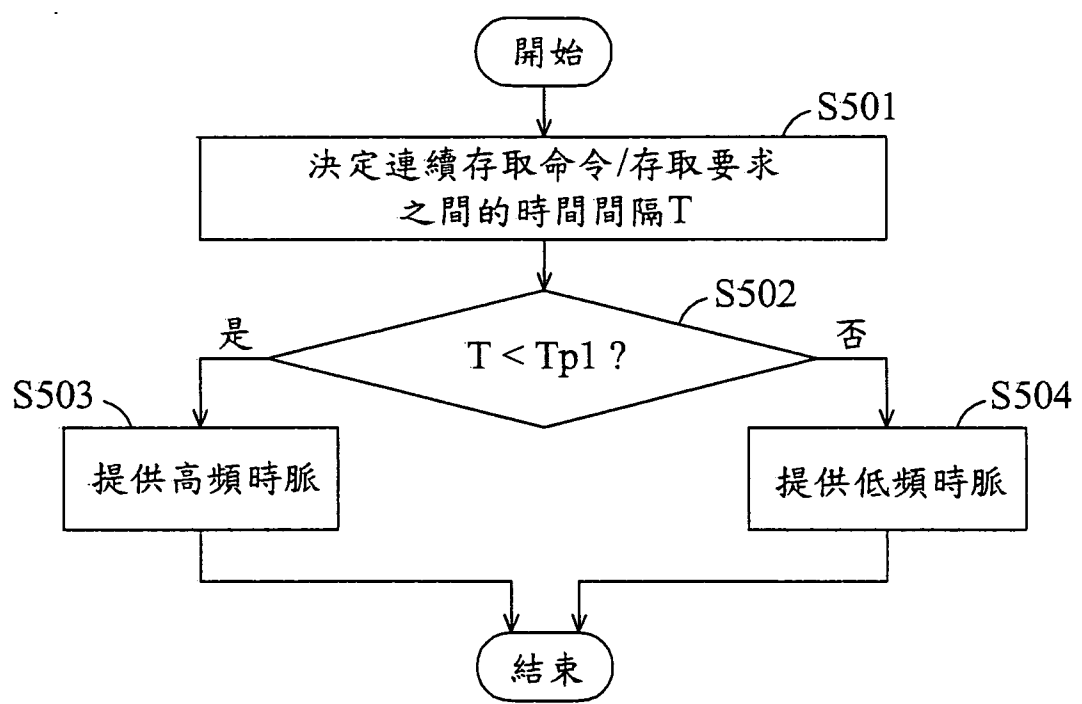 開始
S501
決定連續存取命令/存取要求
之間的時間間隔T
S502
是
T < Tp1 ?
否
S503
S504
提供高頻時脈
提供低頻時脈
結束